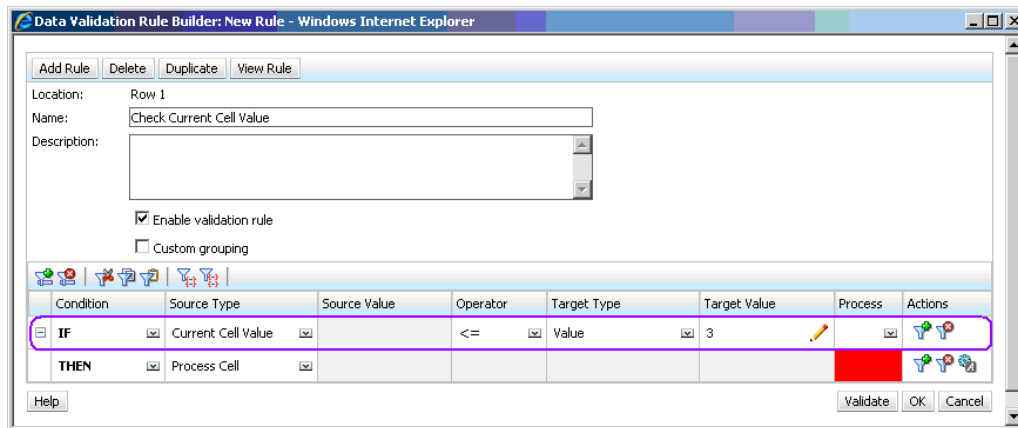 Data Validation Rule Builder: New Rule - Windows Internet Explorer
Add Rule Delete Duplicate View Rule
Location: Row 1
Name: Check Current Cell Value
Description:
Enable validation rule
Custom grouping
Condition Source Type Source Value Operator Target Type Target Value Process Actions
IF Current Cell Value <= Value 3
THEN Process Cell
Help Validate OK Cancel